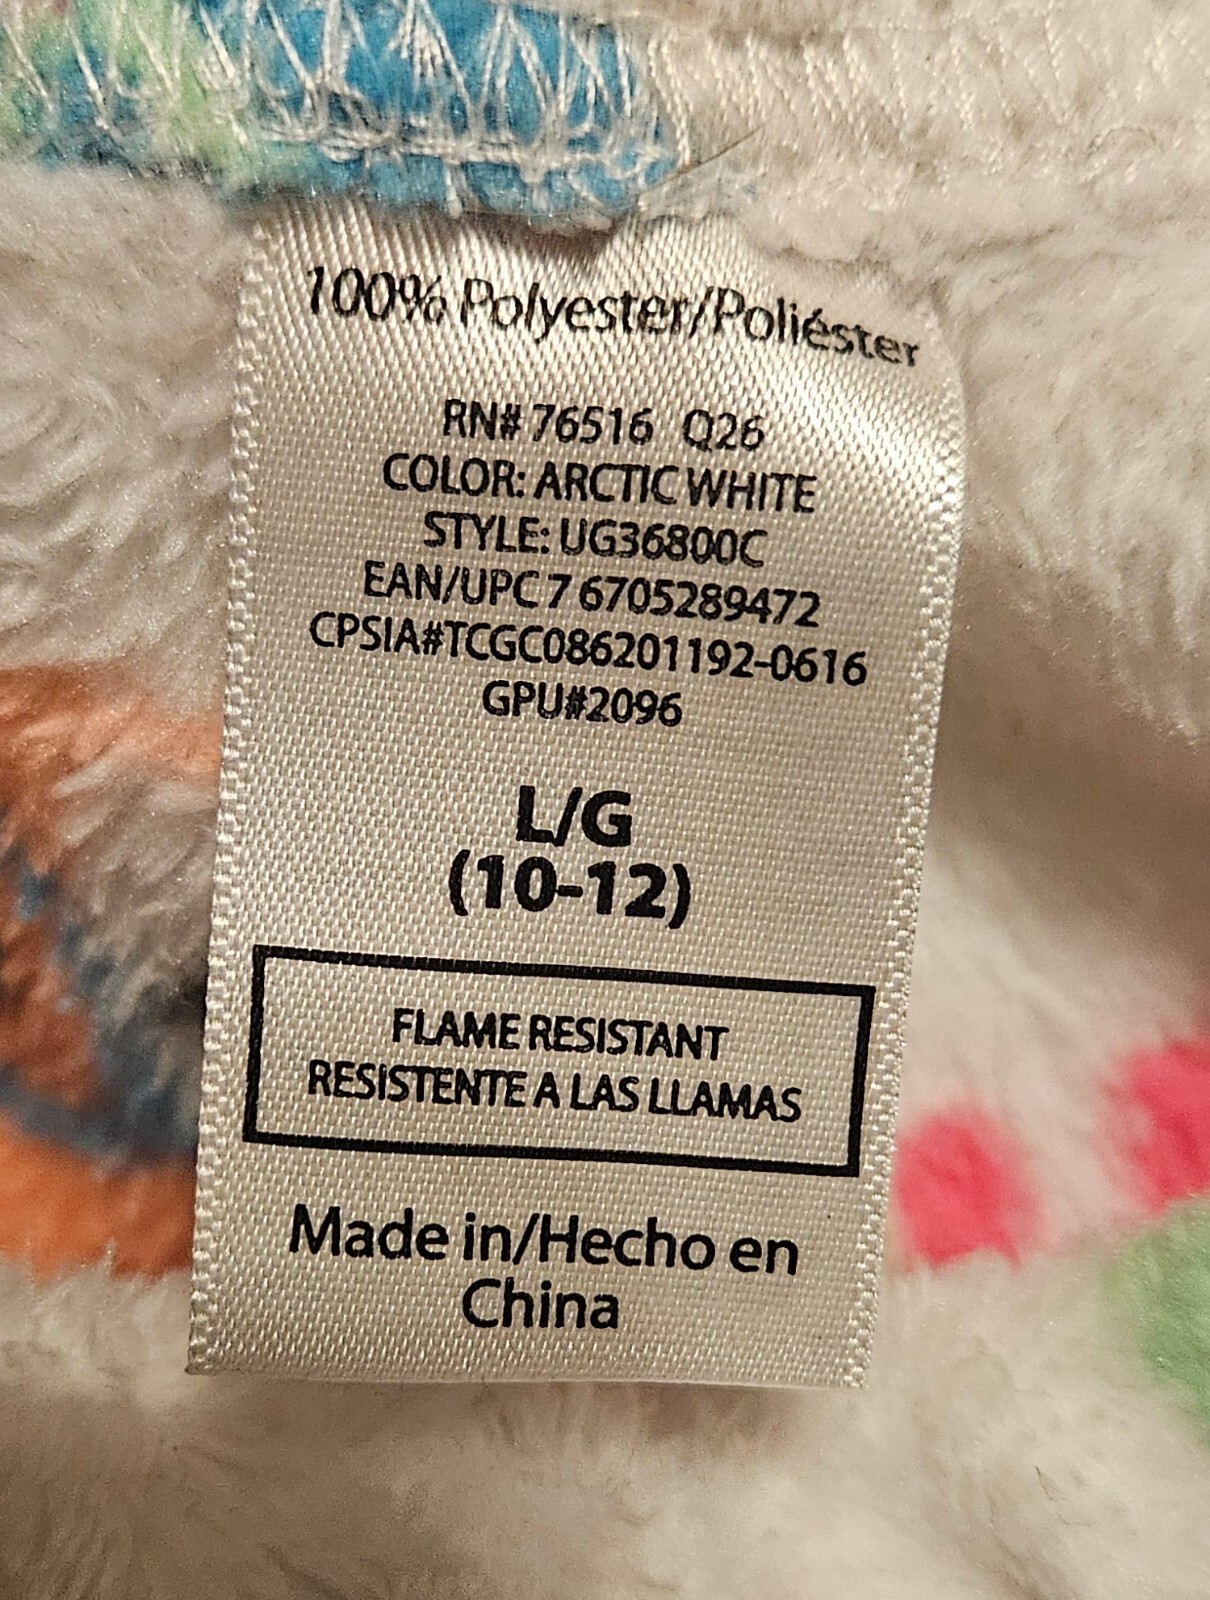 100% Polyester/Poliéster
RN# 76516 Q26
COLOR: ARCTIC WHITE
STYLE: UG36800C
EAN/UPC 7 6705289472
CPSIA#TCGC086201192-0616
GPU#2096
L/G
(10-12)
FLAME RESISTANT
RESISTENTE A LAS LLAMAS
Made in/Hecho en
China